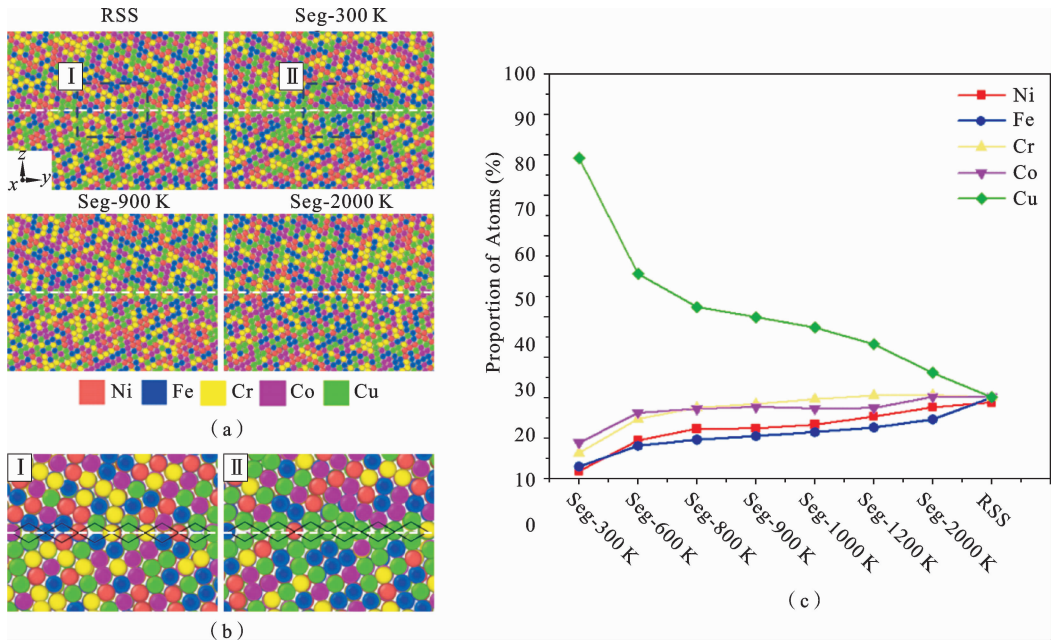 RSS
Seg-300 K
I
II
z
x
y
Seg-900 K
Seg-2000 K
Ni
Fe
Cr
Co
Cu
(a)
I
II
(b)
100
90
80
70
60
50
40
30
20
10
0
Proportion of Atoms (%)
Ni
Fe
Cr
Co
Cu
Seg-300 K
Seg-600 K
Seg-800 K
Seg-900 K
Seg-1000 K
Seg-1200 K
Seg-2000 K
RSS
(c)